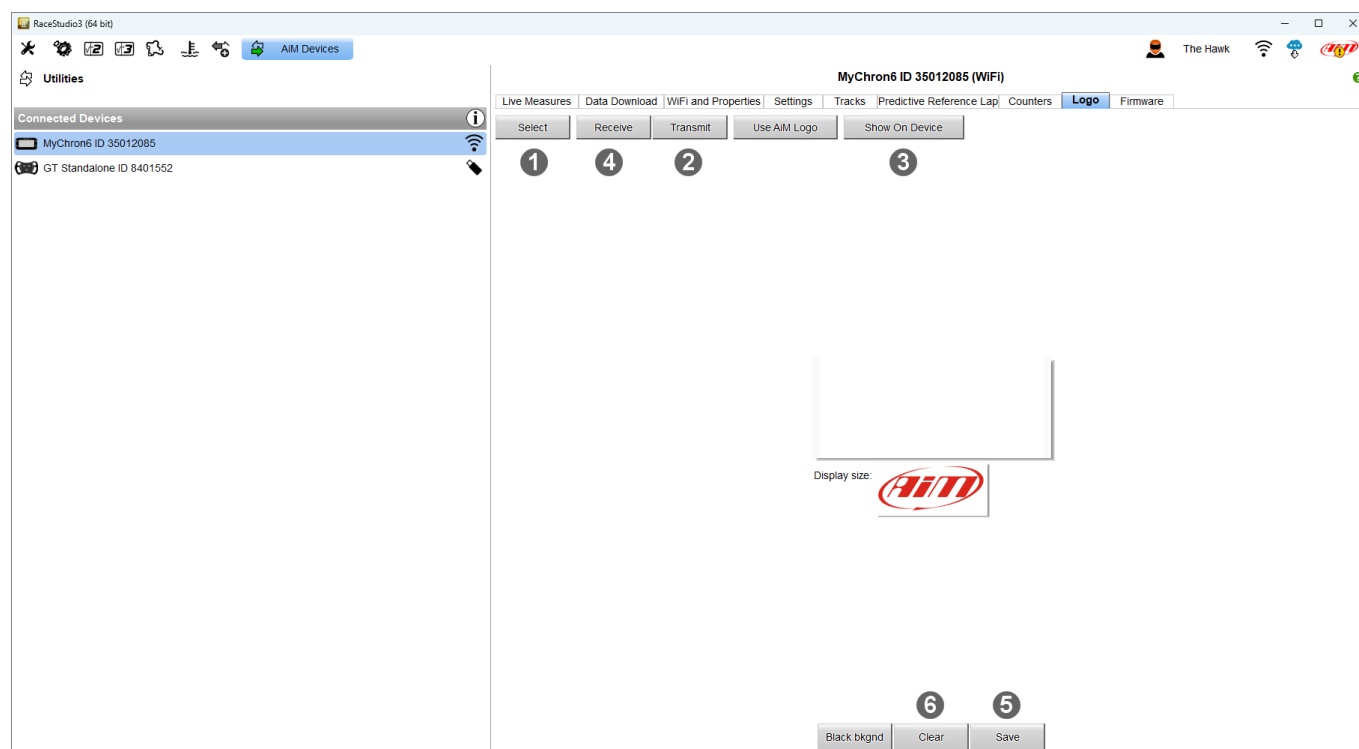 RaceStudio3 (64 bit)
AiM Devices
The Hawk
AiM
Utilities
MyChron6 ID 35012085 (WiFi)
Live Measures Data Download WiFi and Properties Settings Tracks Predictive Reference Lap Counters Logo Firmware
Connected Devices
Select Receive Transmit Use AiM Logo Show On Device
MyChron6 ID 35012085
1 4 2 3
GT Standalone ID 8401552
Display size:
AiM
6 5
Black bkgnd Clear Save